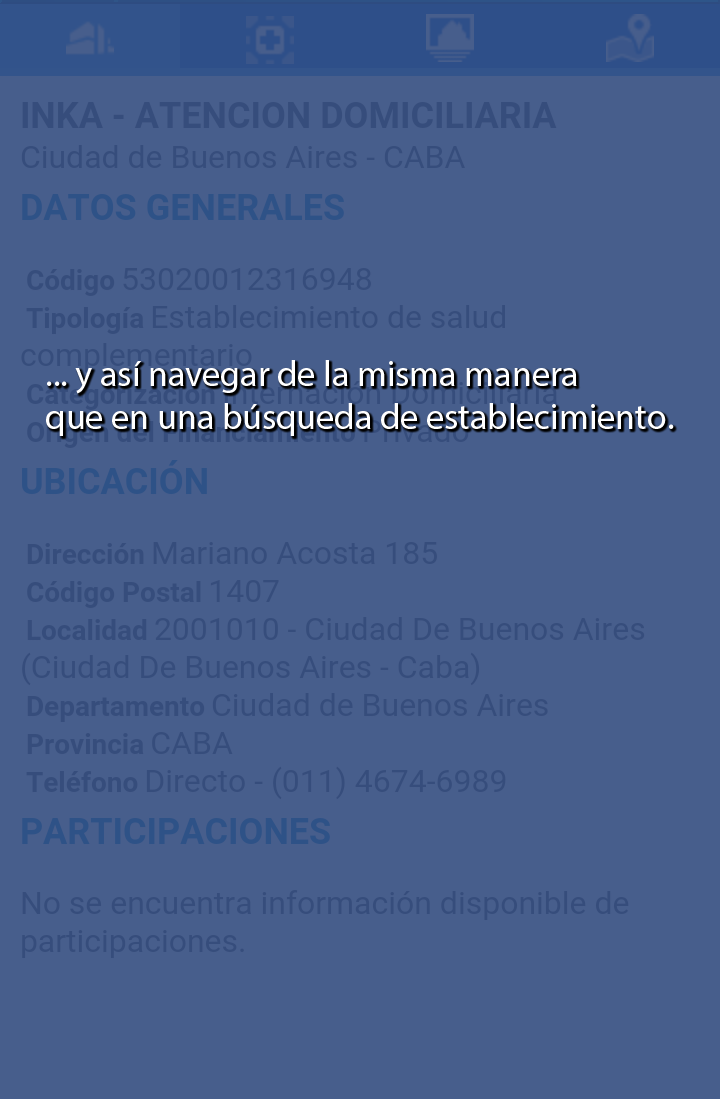 INKA - ATENCION DOMICILIARIA
Ciudad de Buenos Aires - CABA
DATOS GENERALES
Código 53020012316948
Tipología Establecimiento de salud
complementario
... y así navegar de la misma manera
Categorización Internación Domiciliaria
que en una búsqueda de establecimiento.
Origen del Financiamiento Privado
UBICACIÓN
Dirección Mariano Acosta 185
Código Postal 1407
Localidad 2001010 - Ciudad De Buenos Aires
(Ciudad De Buenos Aires - Caba)
Departamento Ciudad de Buenos Aires
Provincia CABA
Teléfono Directo - (011) 4674-6989
PARTICIPACIONES
No se encuentra información disponible de
participaciones.